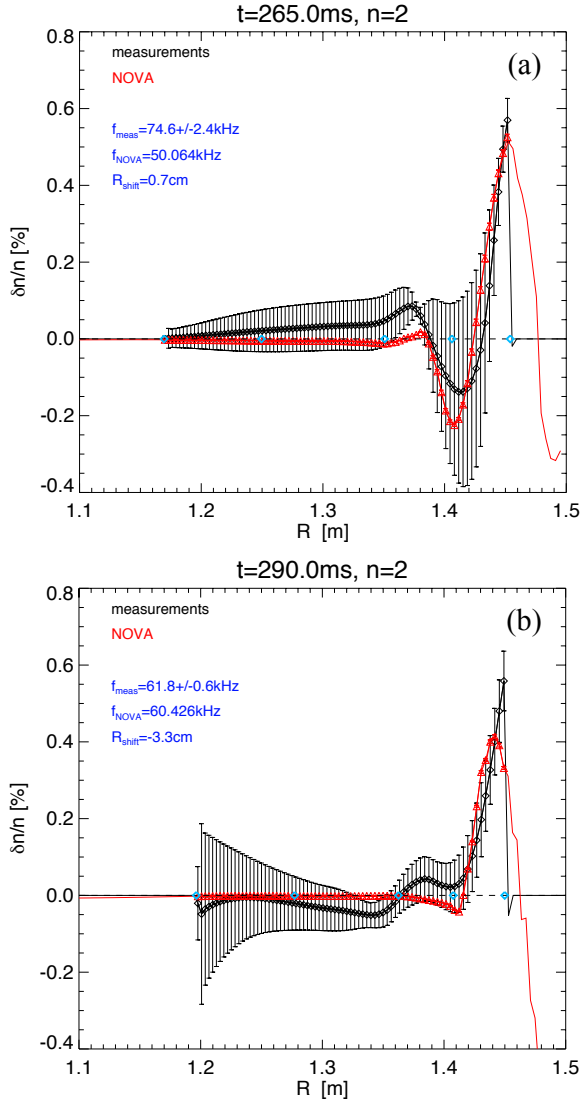 t=265.0ms, n=2
0.8
measurements
(a)
NOVA
0.6
f_meas=74.6+/-2.4kHz
f_NOVA=50.064kHz
R_shift=0.7cm
0.4
δn/n [%]
0.2
0.0
-0.2
-0.4
1.1 1.2 1.3 1.4 1.5
R [m]
t=290.0ms, n=2
0.8
measurements
(b)
NOVA
0.6
f_meas=61.8+/-0.6kHz
f_NOVA=60.426kHz
R_shift=-3.3cm
0.4
δn/n [%]
0.2
0.0
-0.2
-0.4
1.1 1.2 1.3 1.4 1.5
R [m]